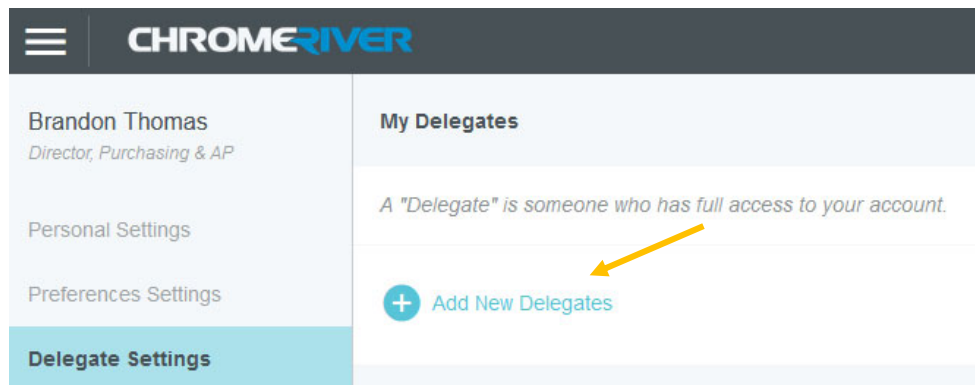 CHROMERIVER
Brandon Thomas
Director, Purchasing & AP
Personal Settings
Preferences Settings
Delegate Settings
My Delegates
A "Delegate" is someone who has full access to your account.
Add New Delegates